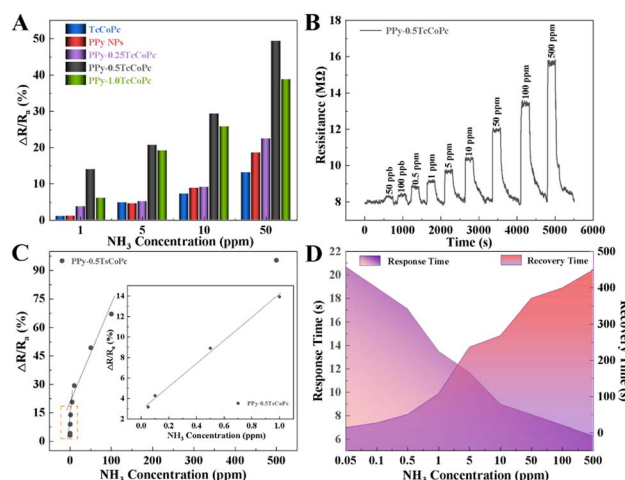 A
TcCoPc
PPy NPs
PPy-0.25TcCoPc
PPy-0.5TcCoPc
PPy-1.0TcCoPc
ΔR/Rₐ (%)
50
40
30
20
10
0
1 5 10 50
NH₃ Concentration (ppm)
B
PPy-0.5TcCoPc
Resisitance (MΩ)
18
16
14
12
10
8
6
50 ppb
100 ppb
0.5 ppm
1 ppm
5 ppm
10 ppm
50 ppm
100 ppm
500 ppm
0 1000 2000 3000 4000 5000 6000
Time (s)
C
PPy-0.5TsCoPc
ΔR/Rₐ (%)
90
75
60
45
30
15
0
0 100 200 300 400 500
NH₃ Concentration (ppm)
ΔR/Rₐ (%)
14
12
10
8
6
4
2
PPy-0.5TsCoPc
0.0 0.2 0.4 0.6 0.8 1.0
NH₃ Concentration (ppm)
D
Response Time
Recovery Time
Response Time (s)
22
20
18
16
14
12
10
8
6
500
400
300
200
100
0
Recovery Time (s)
0.05 0.1 0.5 1 5 10 50 100 500
NH₃ Concentration (ppm)